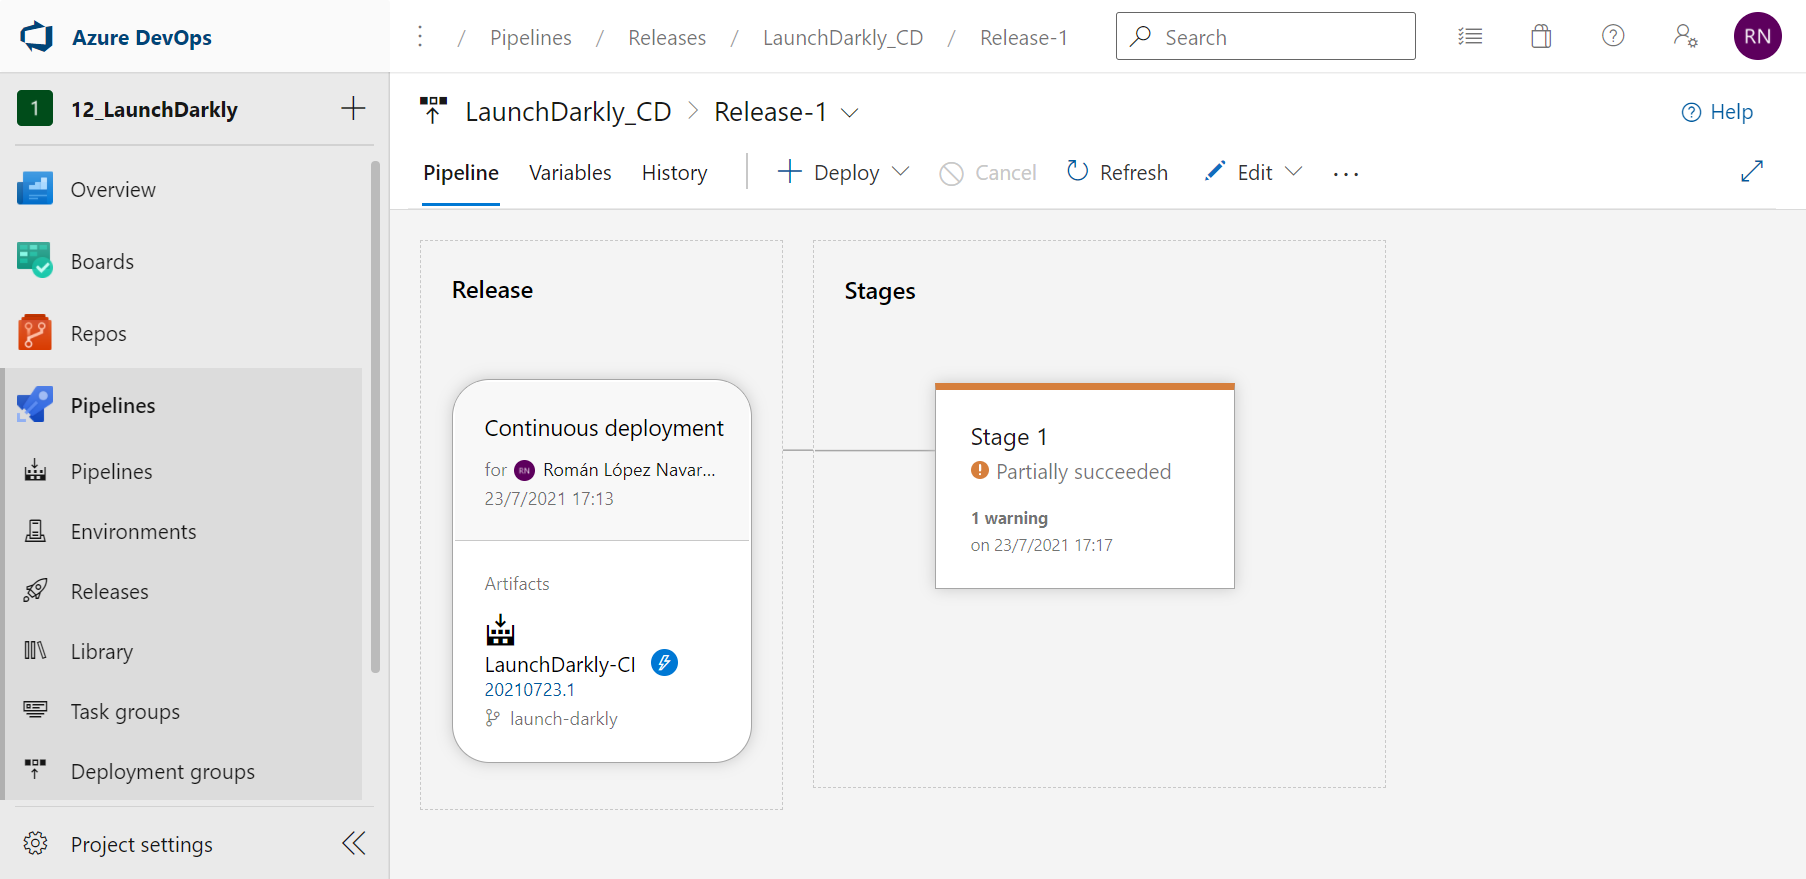 Azure DevOps
/ Pipelines / Releases / LaunchDarkly_CD / Release-1
Search
RN
1 12_LaunchDarkly
Overview
Boards
Repos
Pipelines
Pipelines
Environments
Releases
Library
Task groups
Deployment groups
Project settings
LaunchDarkly_CD > Release-1
Help
Pipeline Variables History Deploy Cancel Refresh Edit ...
Release
Continuous deployment
for RN Román López Navar...
23/7/2021 17:13
Artifacts
LaunchDarkly-CI
20210723.1
launch-darkly
Stages
Stage 1
Partially succeeded
1 warning
on 23/7/2021 17:17